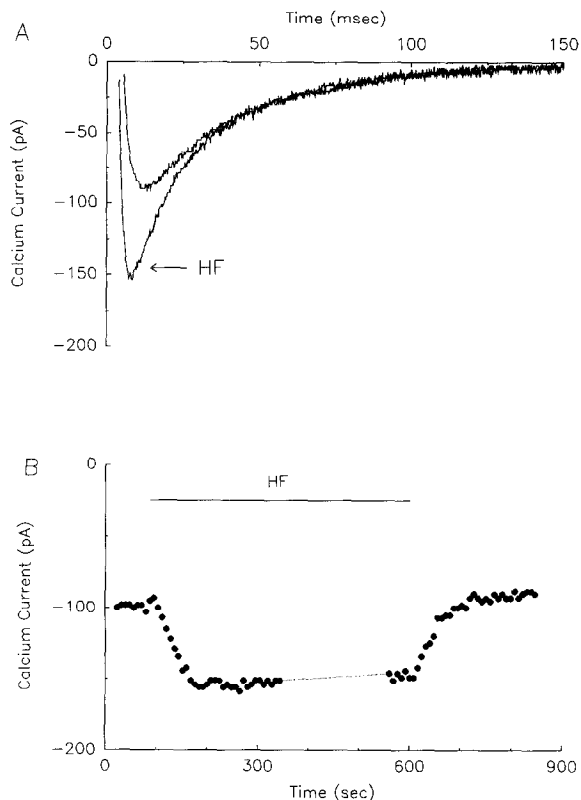 A
Time (msec)
0 50 100 150
0
−50
−100
−150
−200
Calcium Current (pA)
← HF
B
0
−100
−200
Calcium Current (pA)
HF
0 300 600 900
Time (sec)